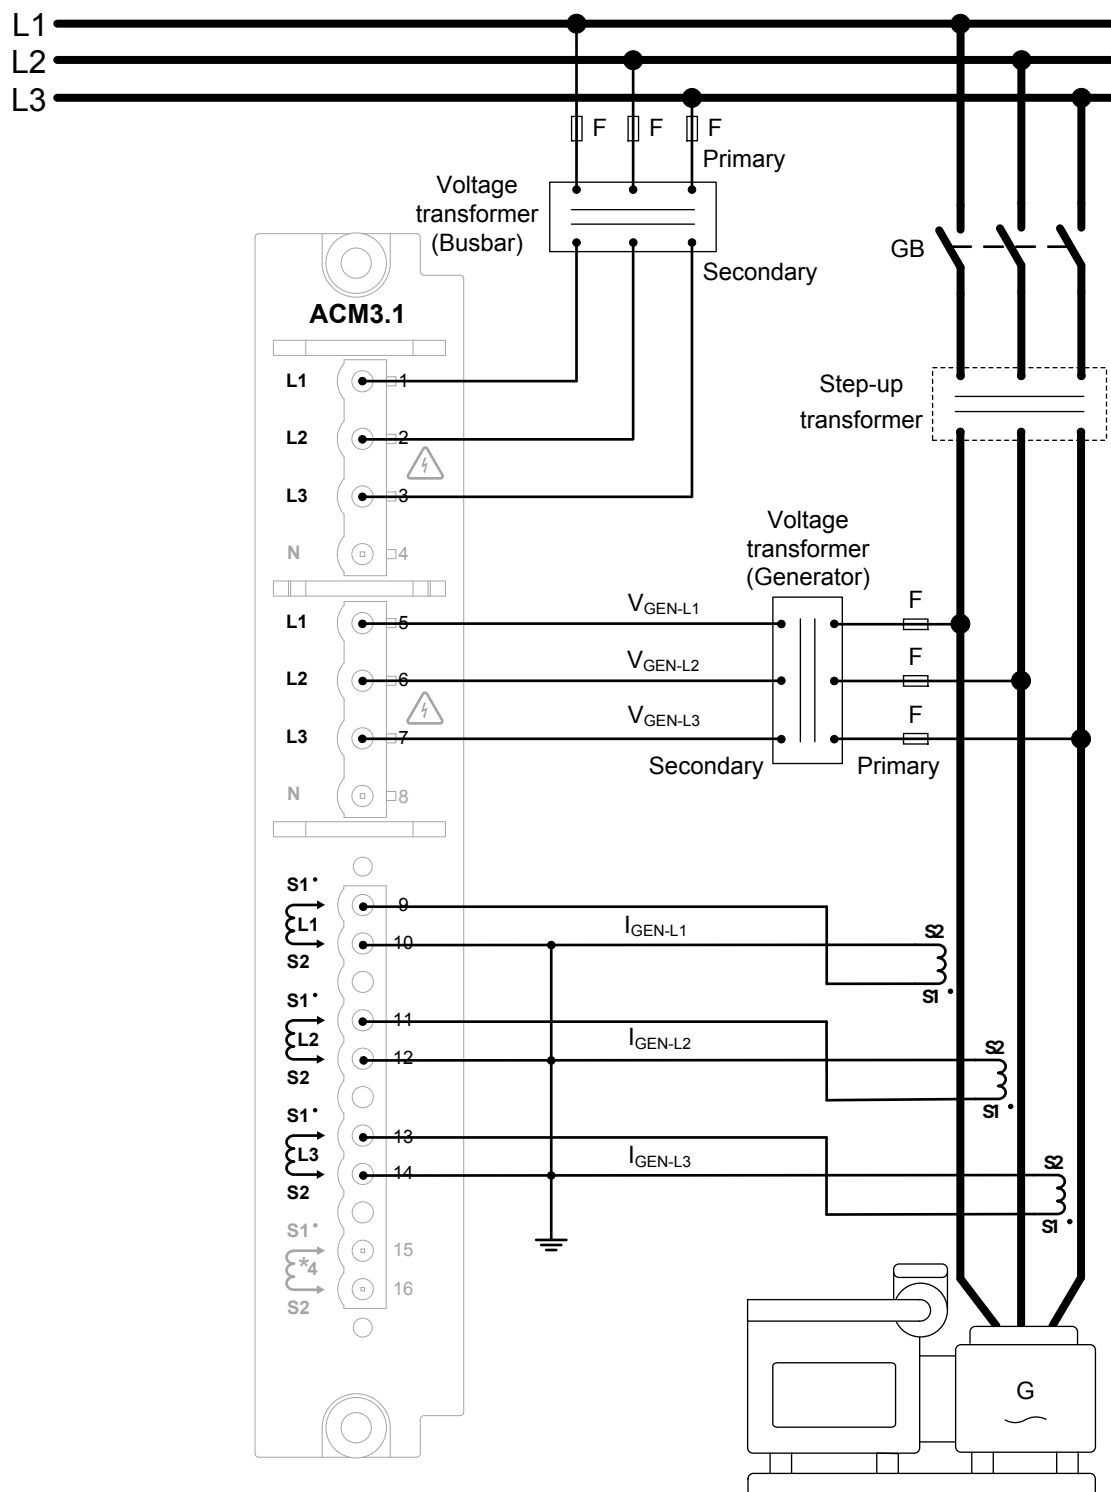 L1
L2
L3
F
F
F
Primary
Voltage
transformer
(Busbar)
Secondary
GB
ACM3.1
L1
1
L2
2
L3
3
N
4
Step-up
transformer
Voltage
transformer
(Generator)
L1
5
VGEN-L1
F
L2
6
VGEN-L2
F
L3
7
VGEN-L3
F
Secondary
Primary
N
8
S1
9
L1
10
S2
IGEN-L1
S2
S1
S1
11
L2
12
S2
IGEN-L2
S2
S1
S1
13
L3
14
S2
IGEN-L3
S2
S1
S1
15
*4
16
S2
G